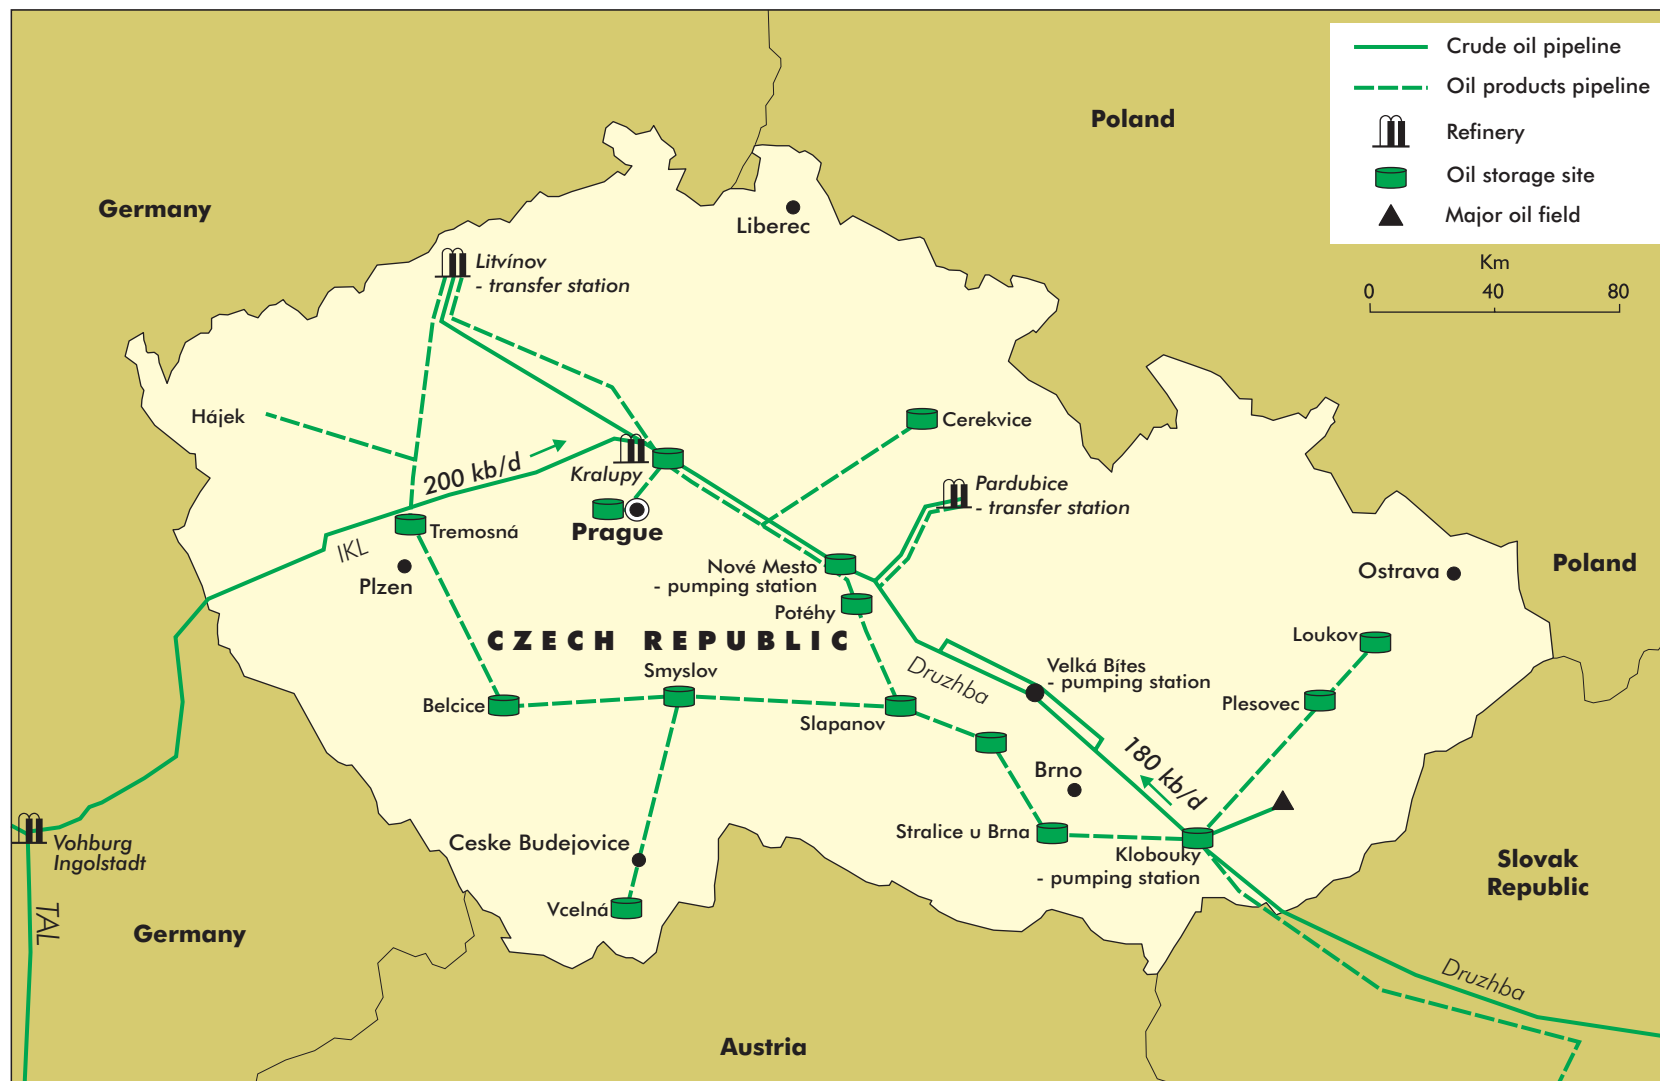 Crude oil pipeline
Oil products pipeline
Refinery
Oil storage site
Major oil field
Km
0 40 80
Poland
Germany
Liberec
Litvínov
- transfer station
Hájek
200 kb/d
Kralupy
Cerekvice
Pardubice
- transfer station
Prague
Tremosná
IKL
Plzen
Nové Mesto
- pumping station
Potéhy
Ostrava
Poland
CZECH REPUBLIC
Loukov
Smyslov
Druzhba
Velká Bítes
- pumping station
Belcice
Slapanov
Plesovec
180 kb/d
Brno
Vohburg
Ingolstadt
Ceske Budejovice
Stralice u Brna
Klobouky
- pumping station
Slovak
Republic
Vcelná
TAL
Germany
Druzhba
Austria